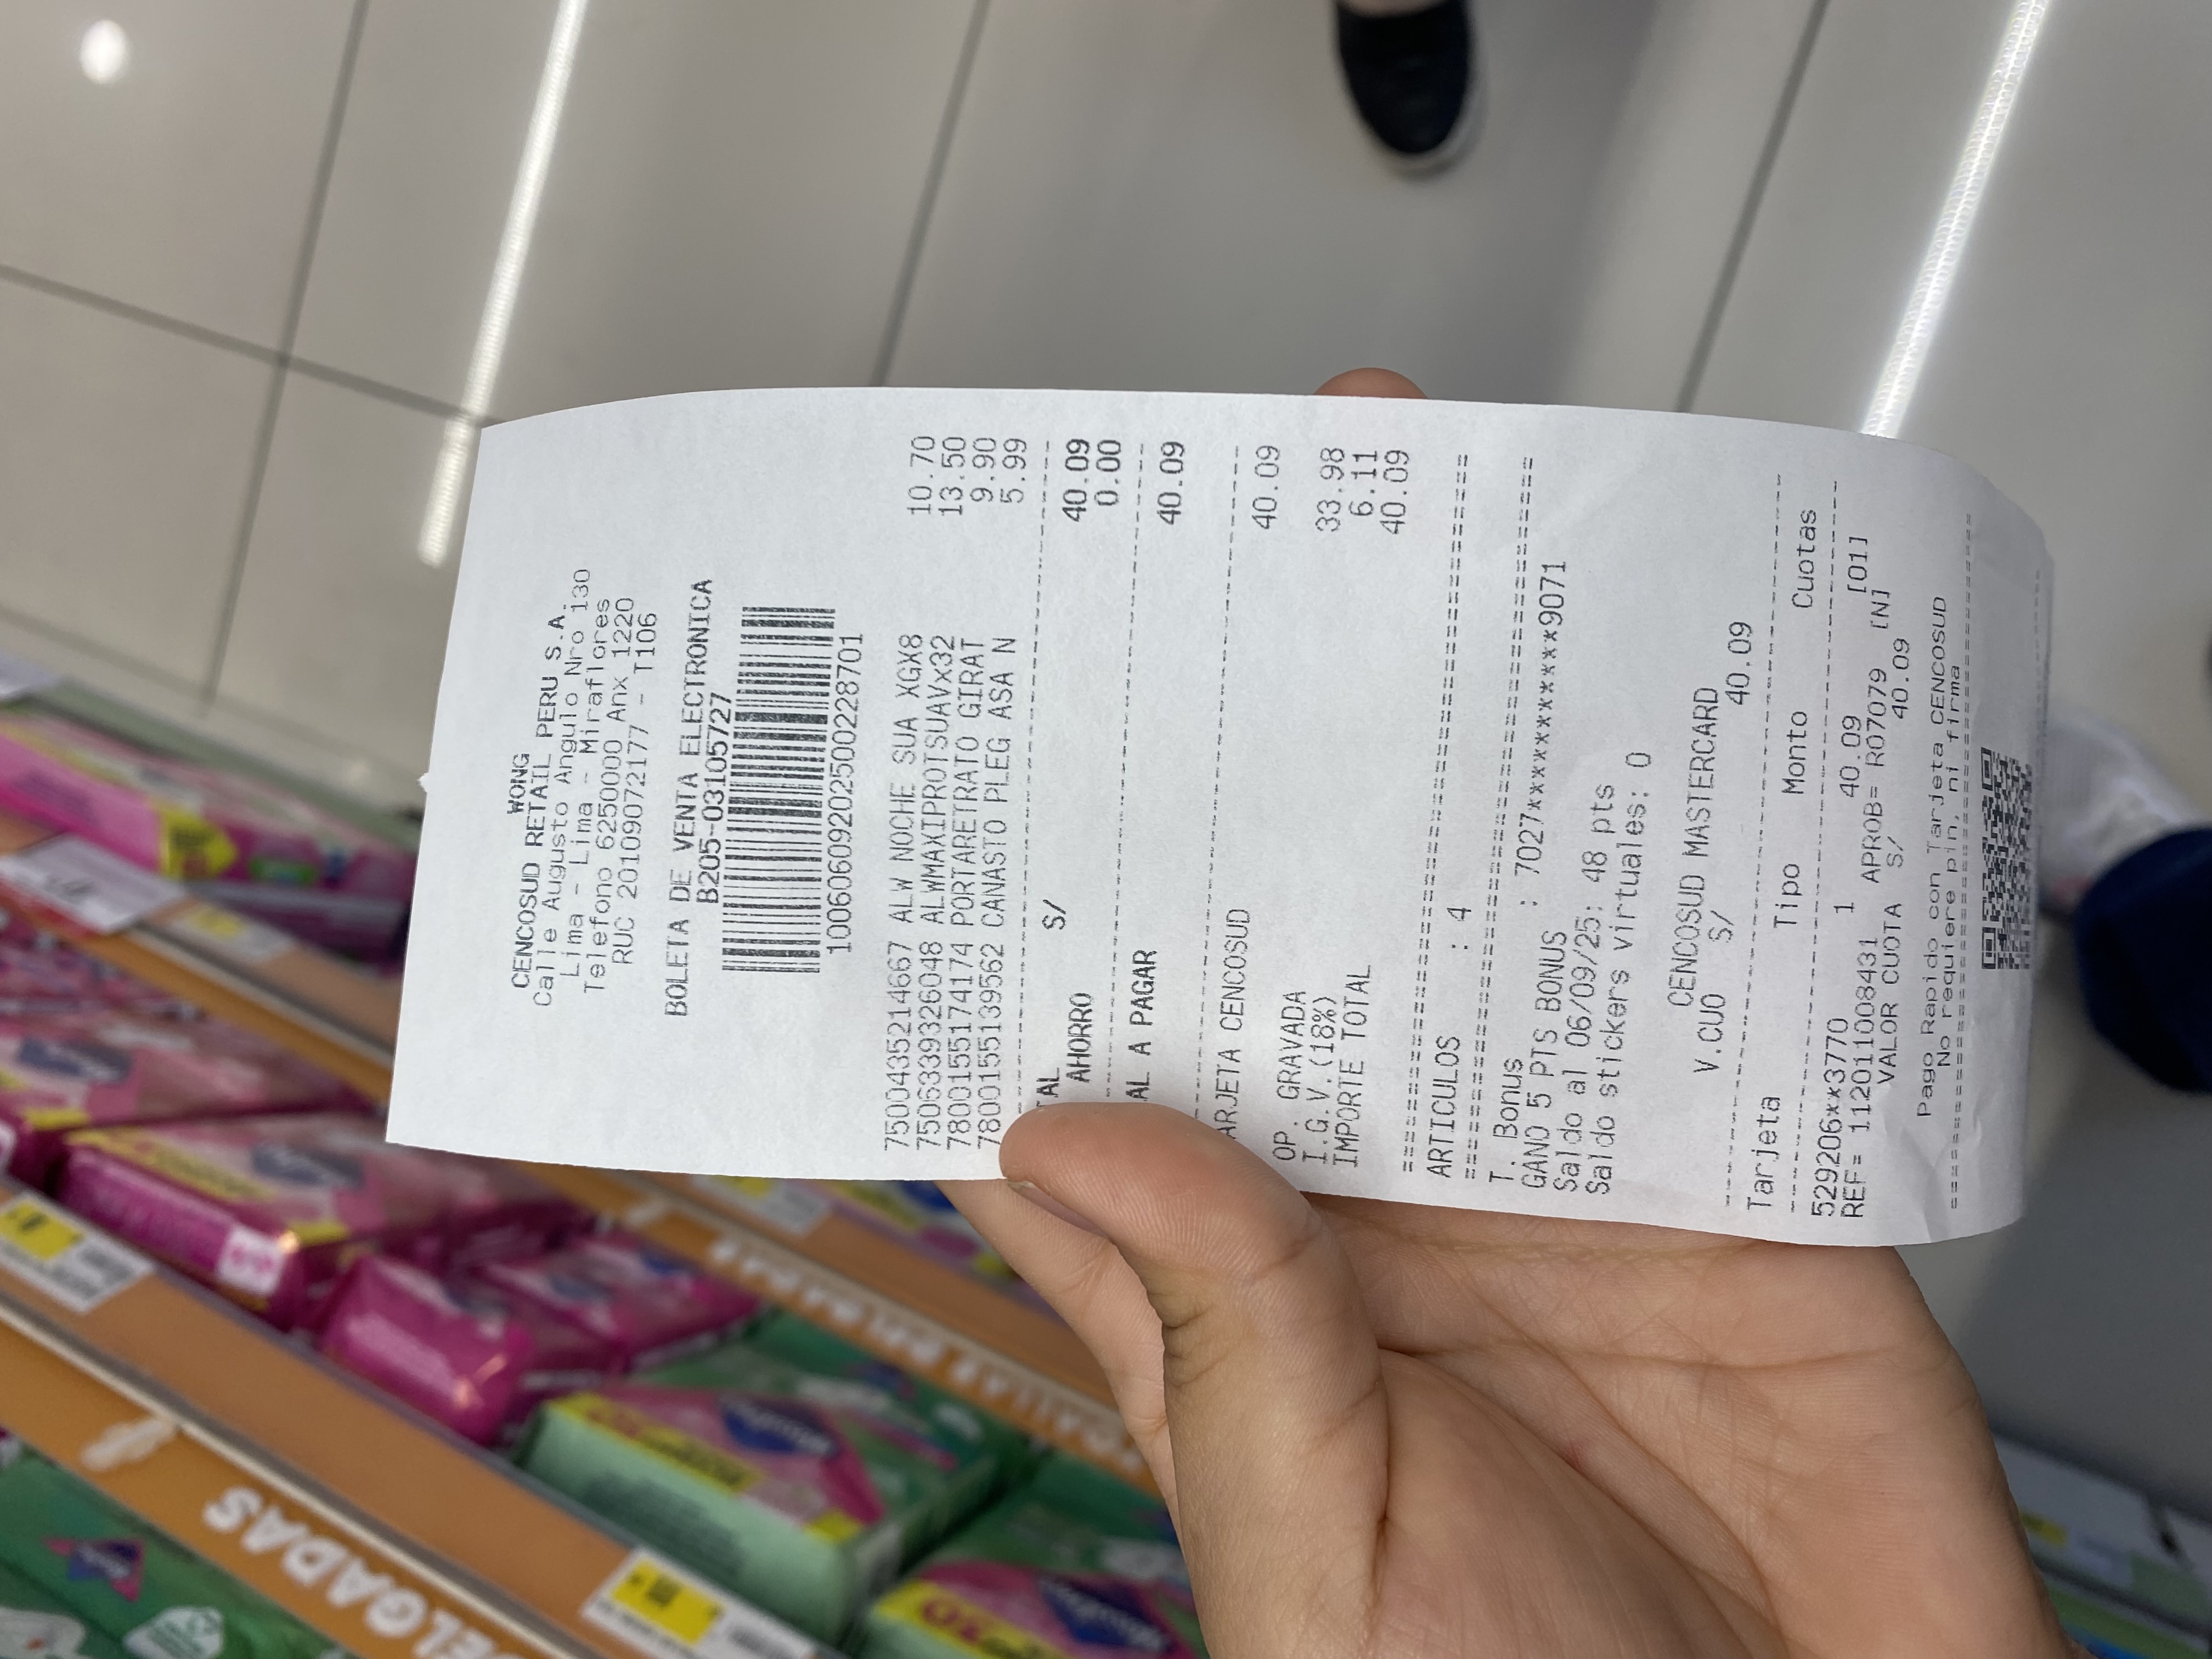 ELGADAS
WONG
CENCOSUD RETAIL PERU S.A.
Calle Augusto Angulo Nro 130
Lima - Lima - Miraflores
Telefono 6250000 Anx 1220
RUC 20109072177 - T106
BOLETA DE VENTA ELECTRONICA
B205-03105727
10060609202500228701
7500435214667 ALW NOCHE SUA XGX8 10.70
7506339326048 ALWMAXIPROTSUAVx32 13.50
7800155174174 PORTARETRATO GIRAT 9.90
7800155139562 CANASTO PLEG ASA N 5.99
TAL S/ 40.09
AHORRO 0.00
AL A PAGAR 40.09
ARJETA CENCOSUD 40.09
OP. GRAVADA 33.98
I.G.V.(18%) 6.11
IMPORTE TOTAL 40.09
ARTICULOS : 4
T. Bonus : 7027***********9071
GANO 5 PTS BONUS
Saldo al 06/09/25: 48 pts
Saldo stickers virtuales: 0
CENCOSUD MASTERCARD
V.CUO S/ 40.09
Tarjeta Tipo Monto Cuotas
529206**3770 1 40.09 [01]
REF= 112011008431 APROB= R07079 [N]
VALOR CUOTA S/ 40.09
Pago Rapido con Tarjeta CENCOSUD
No requiere pin, ni firma